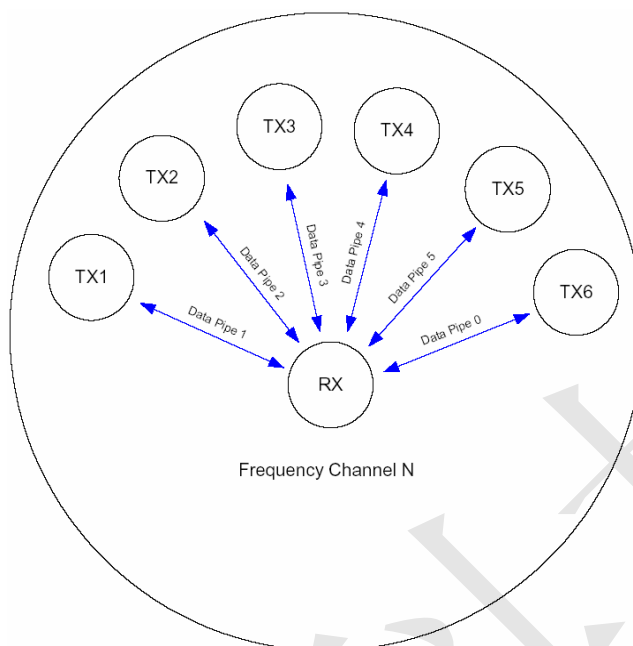 TX3
TX4
TX2
TX5
TX1
TX6
Data Pipe 1
Data Pipe 2
Data Pipe 3
Data Pipe 4
Data Pipe 5
Data Pipe 0
RX
Frequency Channel N